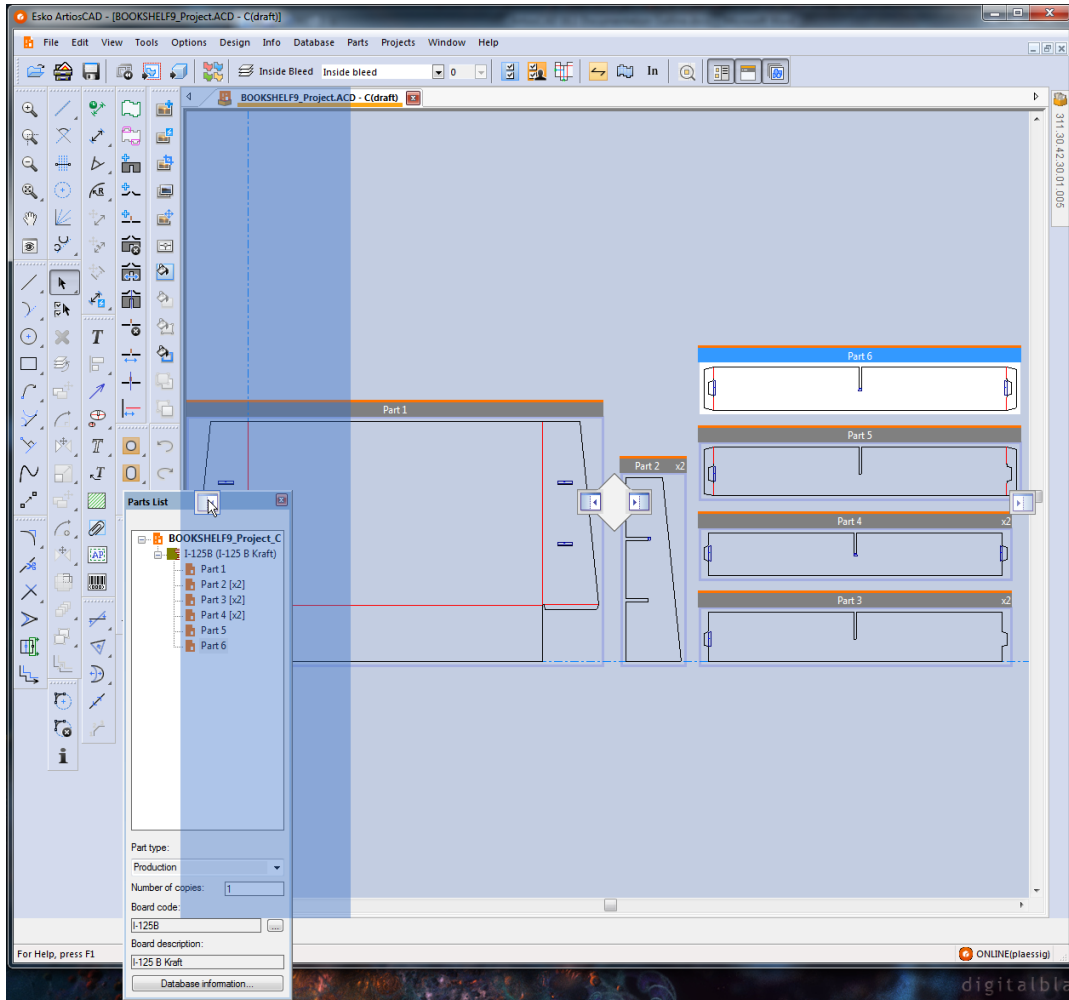 Esko ArtiosCAD - [BOOKSHELF9_Project.ACD - C(draft)]
File Edit View Tools Options Design Info Database Parts Projects Window Help
Inside Bleed Inside bleed 0 In
BOOKSHELF9_Project.ACD - C(draft)
311.30.42.30.01.005
Part 6
Part 1
Part 5
Part 2 x2
Parts List
Part 4 x2
BOOKSHELF9_Project_C
I-125B (I-125 B Kraft)
Part 1
Part 2 [x2]
Part 3 [x2]
Part 4 [x2]
Part 5
Part 6
Part 3 x2
Part type:
Production
Number of copies: 1
Board code:
I-125B ...
Board description:
I-125 B Kraft
Database information...
For Help, press F1
ONLINE(plaessig)
digitalbla